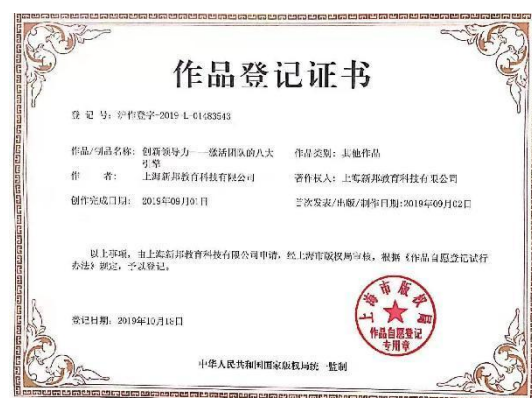 作品登记证书
登 记 号：沪作登字-2019-L-01483543
作品/制品名称：创新领导力——激活团队的八大引擎
作品类别：其他作品
作 者：上海新邦教育科技有限公司
著作权人：上海新邦教育科技有限公司
创作完成日期：2019年09月01日
首次发表/出版/制作日期：2019年09月02日
以上事项，由上海新邦教育科技有限公司申请，经上海市版权局审核，根据《作品自愿登记试行
办法》规定，予以登记。
登记日期：2019年10月18日
上海市版权局
作品自愿登记
专用章
中华人民共和国国家版权局统一监制